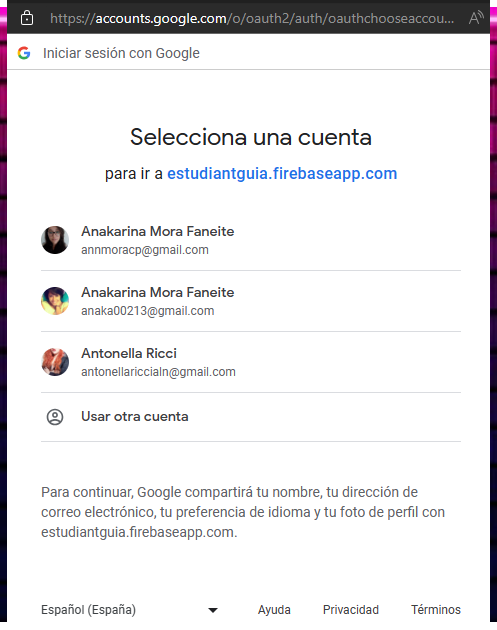 https://accounts.google.com/o/oauth2/auth/oauthchooseaccou...
Iniciar sesión con Google
Selecciona una cuenta
para ir a estudiantguia.firebaseapp.com
Anakarina Mora Faneite
annmoracp@gmail.com
Anakarina Mora Faneite
anaka00213@gmail.com
Antonella Ricci
antonellariccialn@gmail.com
Usar otra cuenta
Para continuar, Google compartirá tu nombre, tu dirección de
correo electrónico, tu preferencia de idioma y tu foto de perfil con
estudiantguia.firebaseapp.com.
Español (España)
Ayuda
Privacidad
Términos